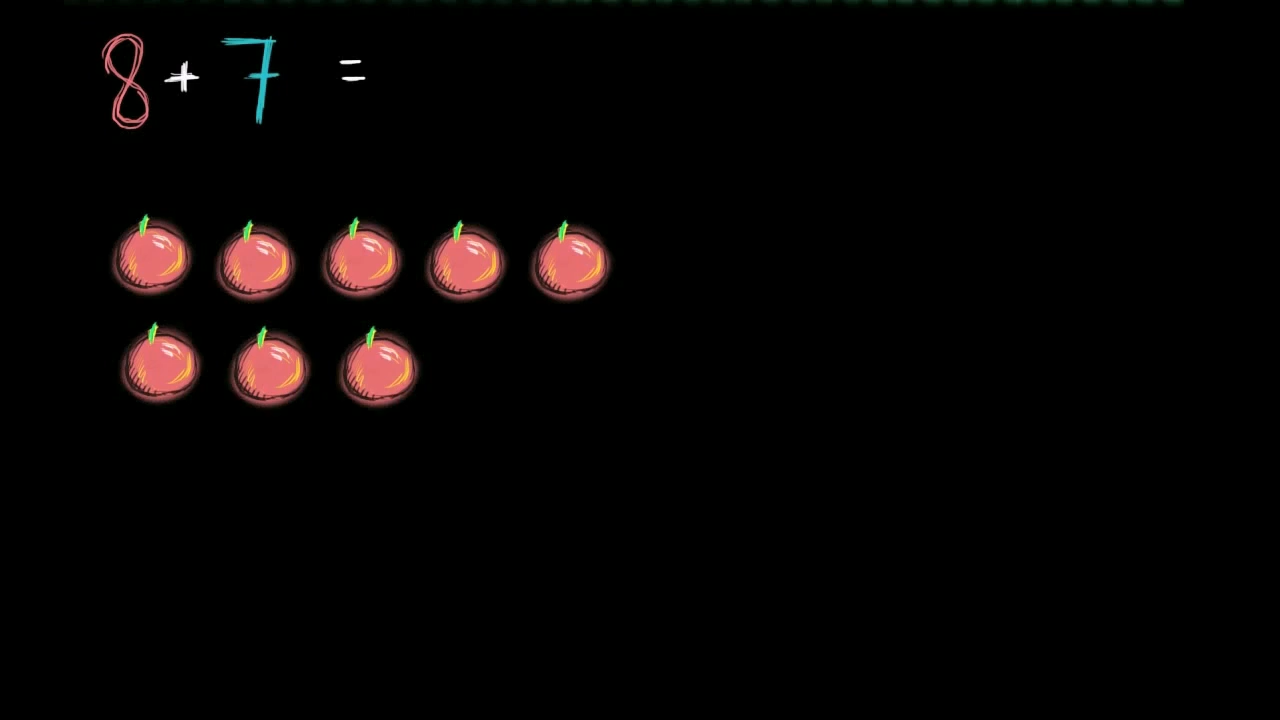 8 + 7 =